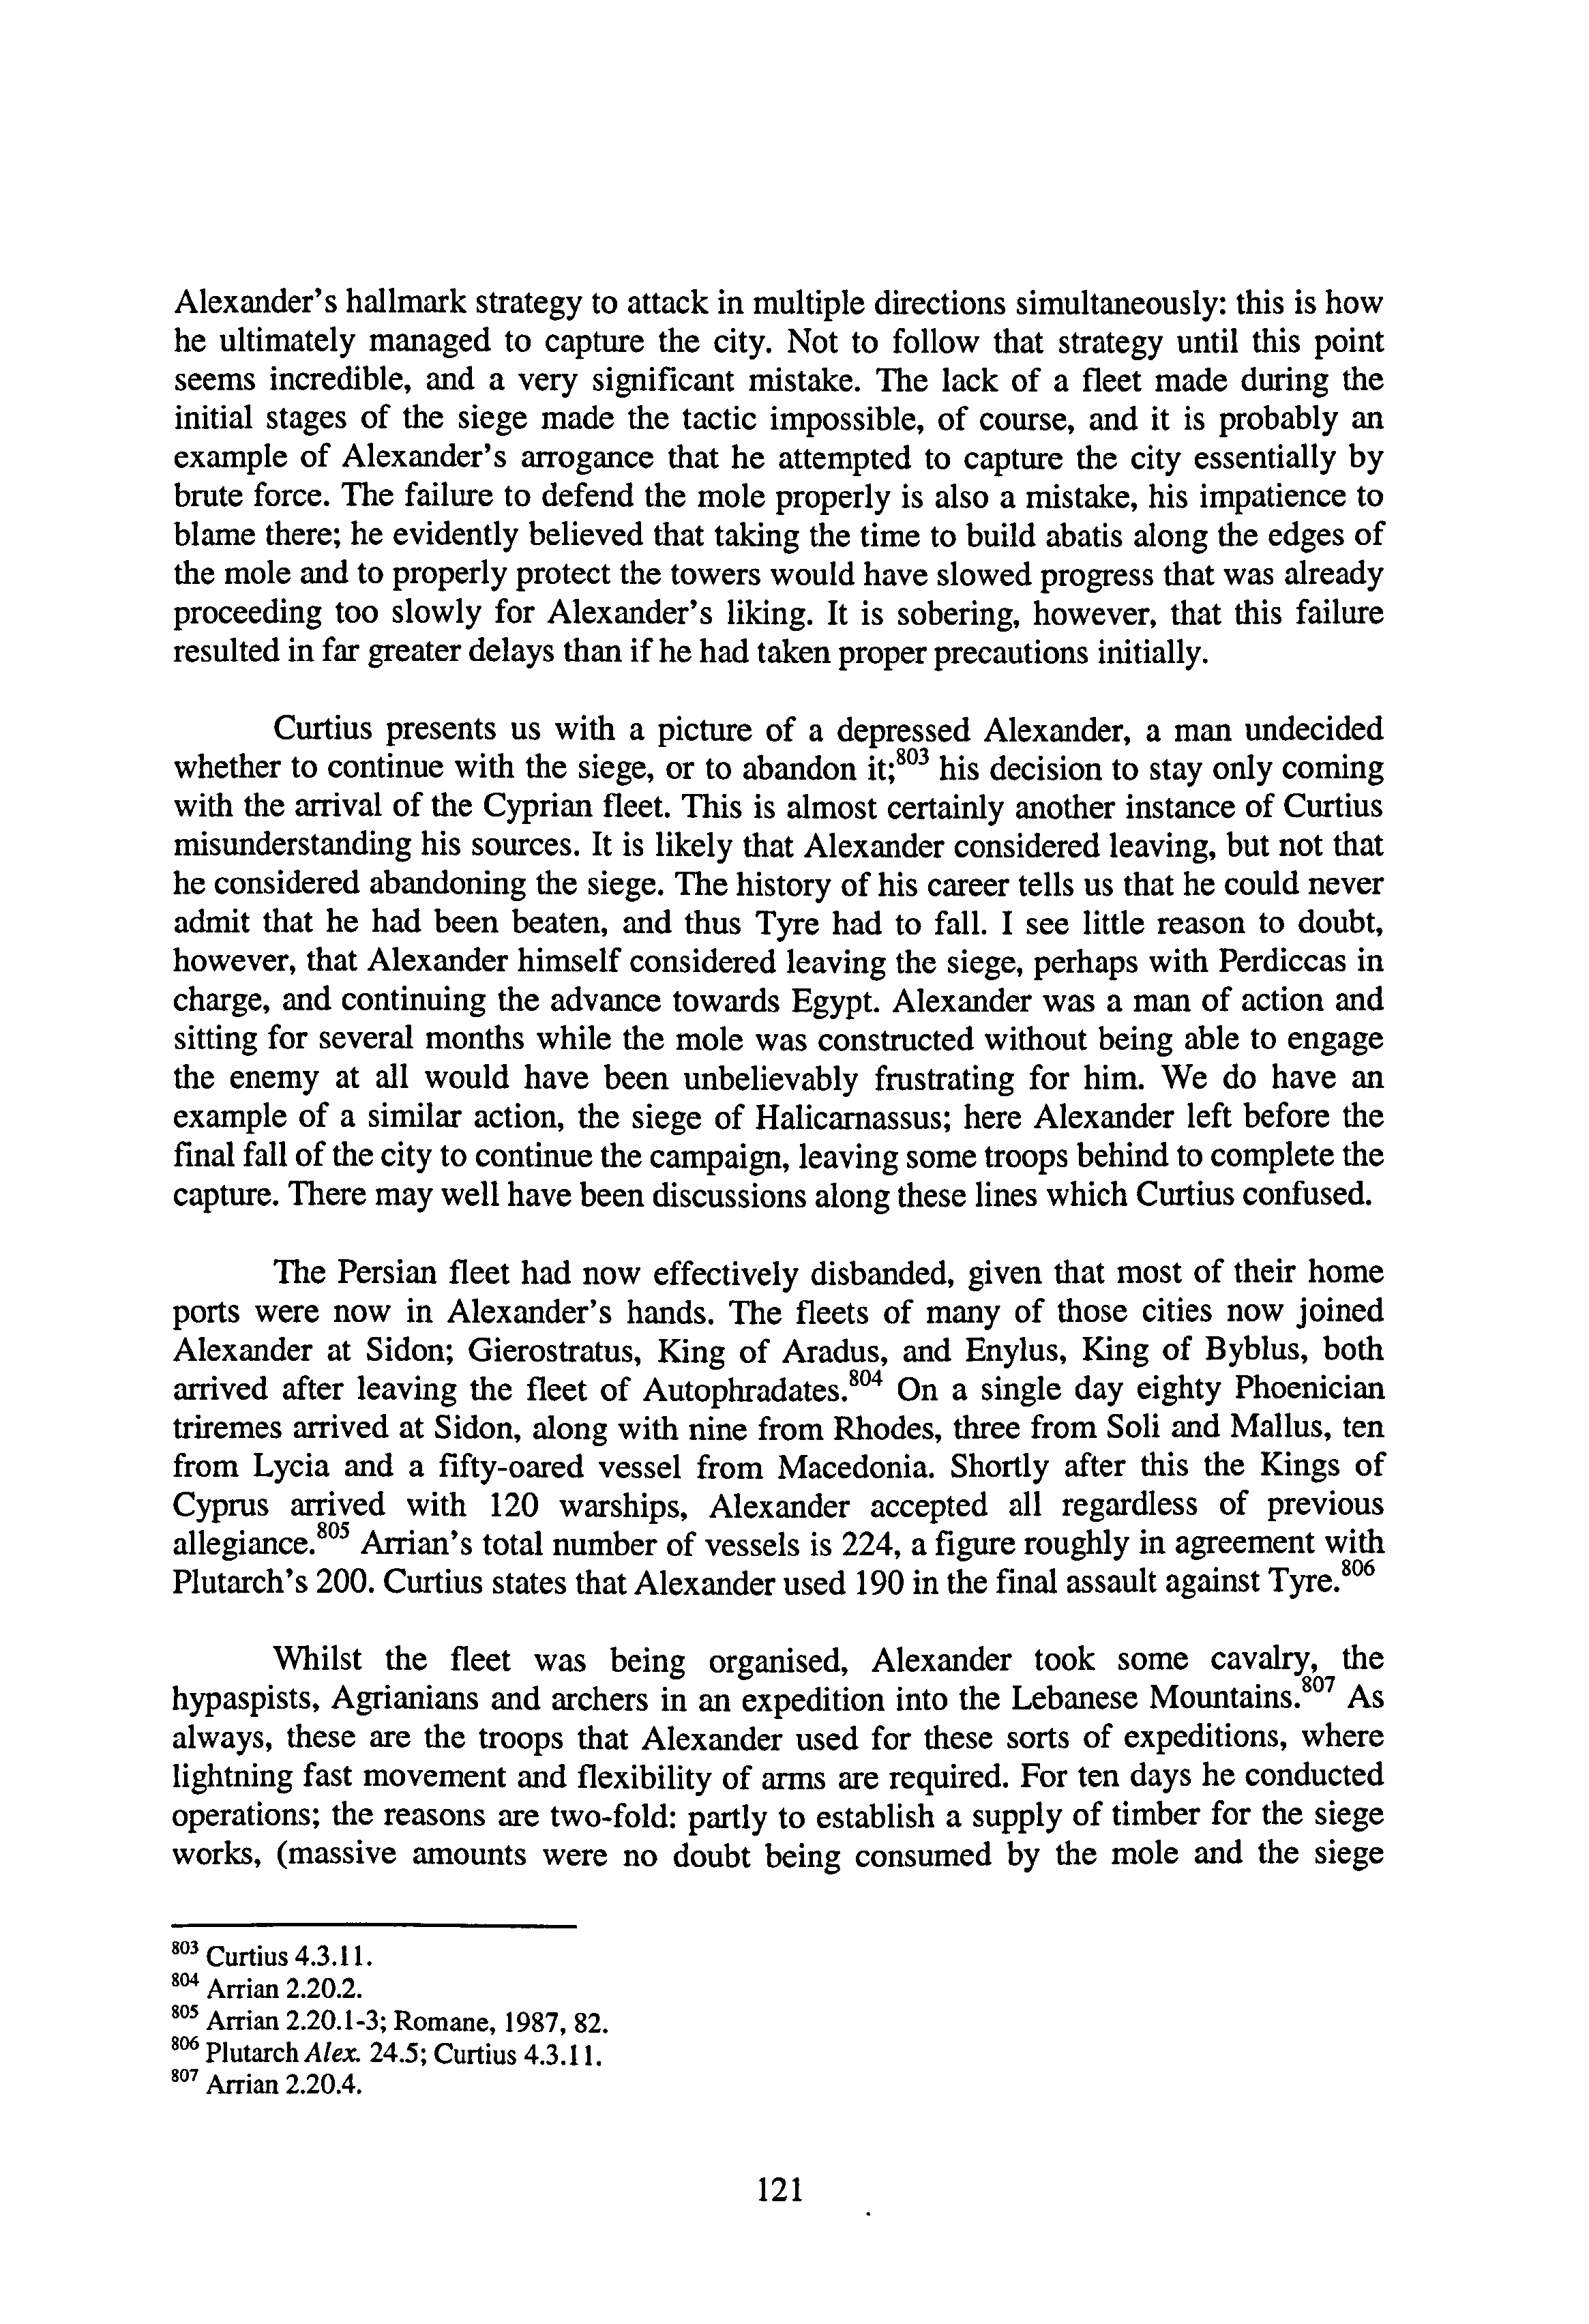 Alexander's hallmark strategy to attack in multiple directions simultaneously: this is how
he ultimately managed to capture the city. Not to follow that strategy until this point
seems incredible, and a very significant mistake. The lack of a fleet made during the
initial stages of the siege made the tactic impossible, of course, and it is probably an
example of Alexander's arrogance that he attempted to capture the city essentially by
brute force. The failure to defend the mole properly is also a mistake, his impatience to
blame there; he evidently believed that taking the time to build abatis along the edges of
the mole and to properly protect the towers would have slowed progress that was already
proceeding too slowly for Alexander's liking. It is sobering, however, that this failure
resulted in far greater delays than if he had taken proper precautions initially.
Curtius presents us with a picture of a depressed Alexander, a man undecided
whether to continue with the siege, or to abandon it;803 his decision to stay only coming
with the arrival of the Cyprian fleet. This is almost certainly another instance of Curtius
misunderstanding his sources. It is likely that Alexander considered leaving, but not that
he considered abandoning the siege. The history of his career tells us that he could never
admit that he had been beaten, and thus Tyre had to fall. I see little reason to doubt,
however, that Alexander himself considered leaving the siege, perhaps with Perdiccas in
charge, and continuing the advance towards Egypt. Alexander was a man of action and
sitting for several months while the mole was constructed without being able to engage
the enemy at all would have been unbelievably frustrating for him. We do have an
example of a similar action, the siege of Halicarnassus; here Alexander left before the
final fall of the city to continue the campaign, leaving some troops behind to complete the
capture. There may well have been discussions along these lines which Curtius confused.
The Persian fleet had now effectively disbanded, given that most of their home
ports were now in Alexander's hands. The fleets of many of those cities now joined
Alexander at Sidon; Gierostratus, King of Aradus, and Enylus, King of Byblus, both
arrived after leaving the fleet of Autophradates.804 On a single day eighty Phoenician
triremes arrived at Sidon, along with nine from Rhodes, three from Soli and Mallus, ten
from Lycia and a fifty-oared vessel from Macedonia. Shortly after this the Kings of
Cyprus arrived with 120 warships, Alexander accepted all regardless of previous
allegiance.805 Arrian's total number of vessels is 224, a figure roughly in agreement with
Plutarch's 200. Curtius states that Alexander used 190 in the final assault against Tyre.806
Whilst the fleet was being organised, Alexander took some cavalry, the
hypaspists, Agrianians and archers in an expedition into the Lebanese Mountains.807 As
always, these are the troops that Alexander used for these sorts of expeditions, where
lightning fast movement and flexibility of arms are required. For ten days he conducted
operations; the reasons are two-fold: partly to establish a supply of timber for the siege
works, (massive amounts were no doubt being consumed by the mole and the siege
803 Curtius 4.3.11.
804 Arrian 2.20.2.
805 Arrian 2.20.1-3; Romane, 1987, 82.
806 Plutarch Alex. 24.5; Curtius 4.3.11.
807 Arrian 2.20.4.
121